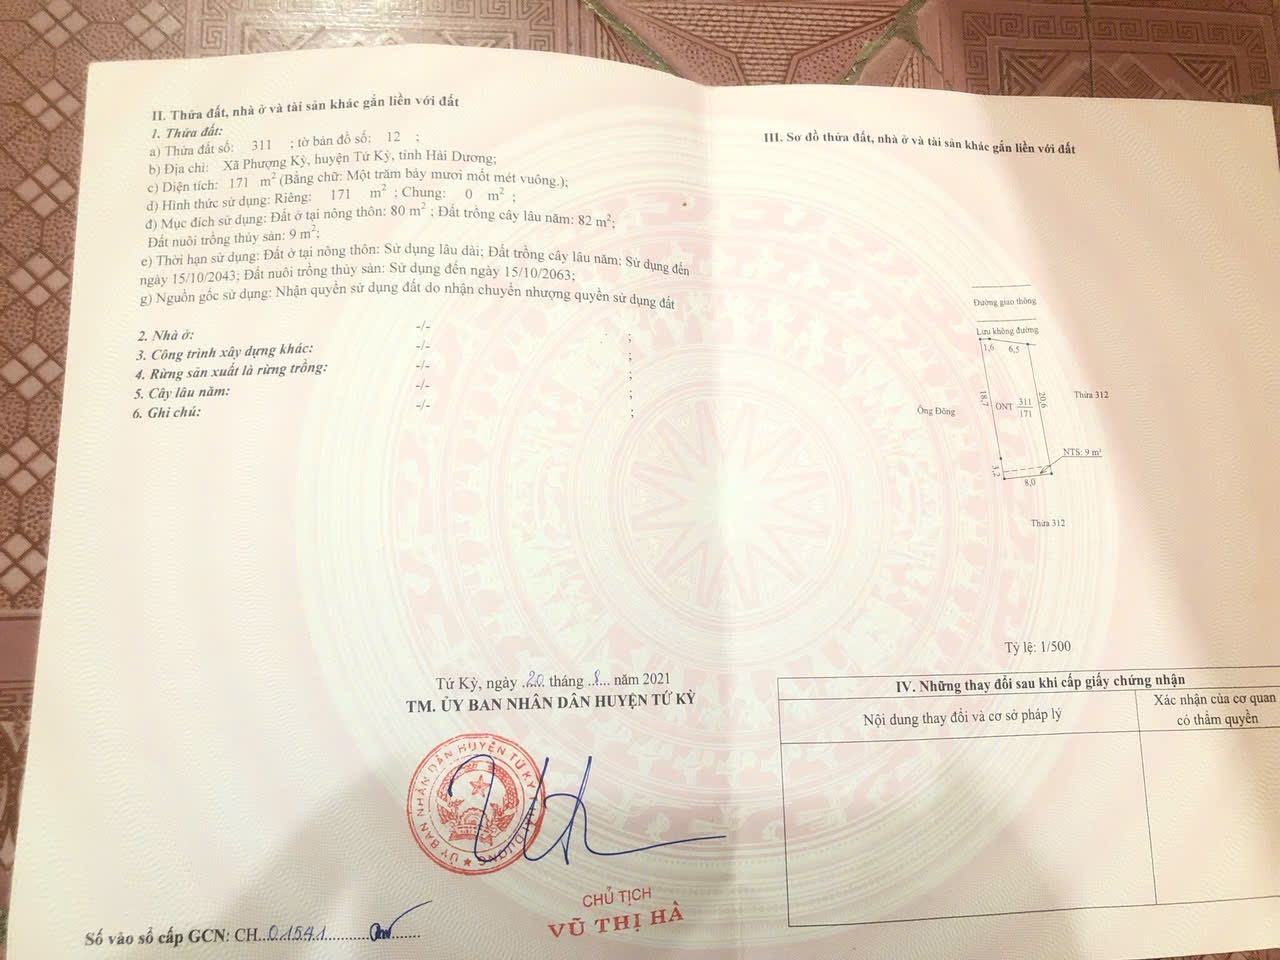 II. Thửa đất, nhà ở và tài sản khác gắn liền với đất
1. Thửa đất:
a) Thửa đất số: 311 ; tờ bản đồ số: 12 ;
b) Địa chỉ: Xã Phượng Kỳ, huyện Tứ Kỳ, tỉnh Hải Dương;
c) Diện tích: 171 m² (Bằng chữ: Một trăm bảy mươi mốt mét vuông.);
d) Hình thức sử dụng: Riêng: 171 m² ; Chung: 0 m² ;
đ) Mục đích sử dụng: Đất ở tại nông thôn: 80 m² ; Đất trồng cây lâu năm: 82 m²;
Đất nuôi trồng thủy sản: 9 m²;
e) Thời hạn sử dụng: Đất ở tại nông thôn: Sử dụng lâu dài; Đất trồng cây lâu năm: Sử dụng đến
ngày 15/10/2043; Đất nuôi trồng thủy sản: Sử dụng đến ngày 15/10/2063;
g) Nguồn gốc sử dụng: Nhận quyền sử dụng đất do nhận chuyển nhượng quyền sử dụng đất
2. Nhà ở: -/- ;
3. Công trình xây dựng khác: -/- ;
4. Rừng sản xuất là rừng trồng: -/- ;
5. Cây lâu năm: -/- ;
6. Ghi chú: -/- ;
Tứ Kỳ, ngày 20 tháng 8 năm 2021
TM. ỦY BAN NHÂN DÂN HUYỆN TỨ KỲ
ỦY BAN NHÂN DÂN HUYỆN TỨ KỲ
CHỦ TỊCH
VŨ THỊ HÀ
Số vào sổ cấp GCN: CH 01541
III. Sơ đồ thửa đất, nhà ở và tài sản khác gắn liền với đất
Đường giao thông
Lưu không đường
1,6 6,5
18,7
ONT 311
171
20,6
Thửa 312
Ông Đông
NTS: 9 m²
3,2
8,0
Thửa 312
Tỷ lệ: 1/500
IV. Những thay đổi sau khi cấp giấy chứng nhận
Nội dung thay đổi và cơ sở pháp lý
Xác nhận của cơ quan
có thẩm quyền